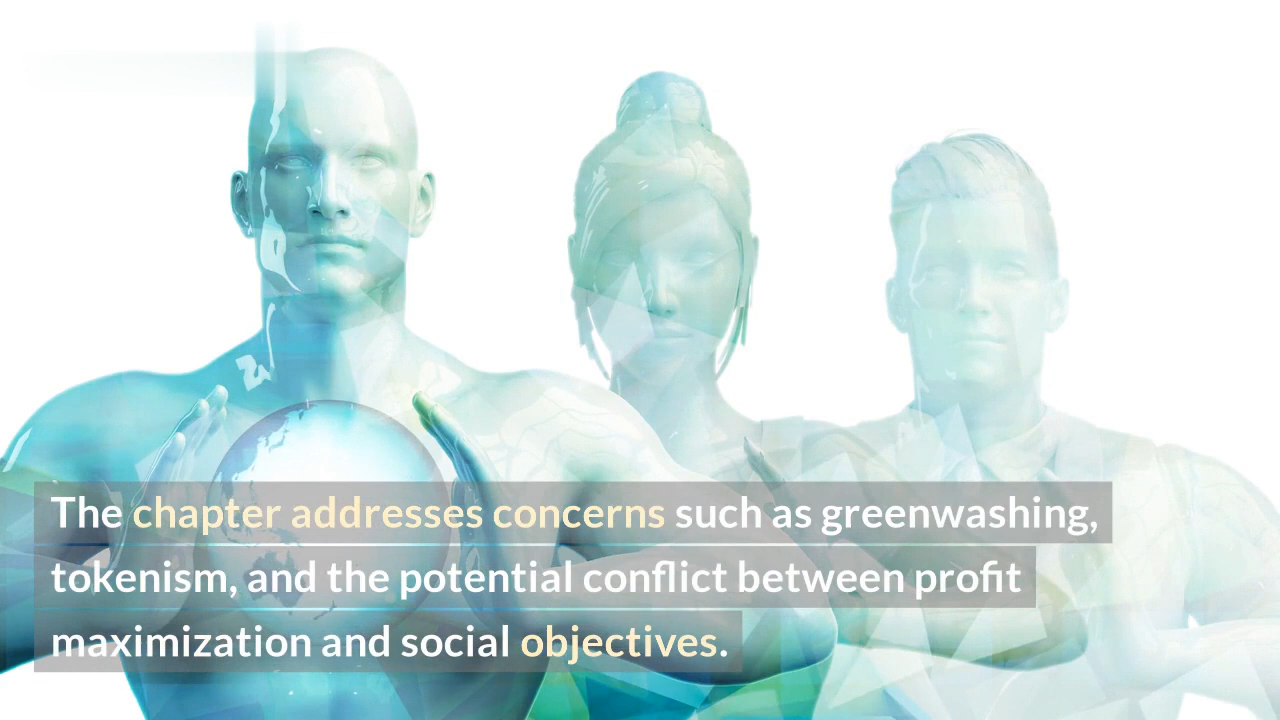 The chapter addresses concerns such as greenwashing,
tokenism, and the potential conflict between profit
maximization and social objectives.